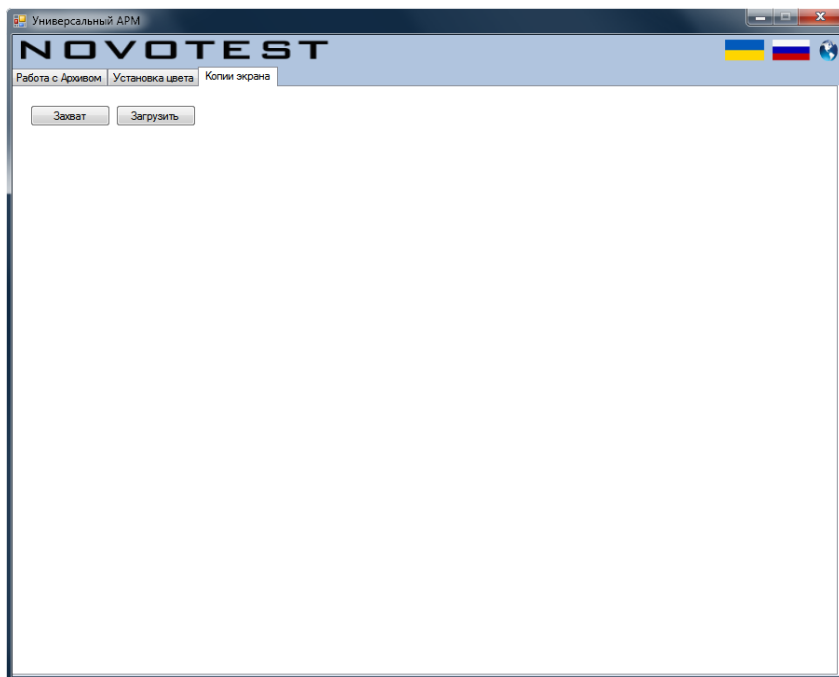 Универсальный АРМ
NOVOTEST
Работа с Архивом Установка цвета Копии экрана
Захват Загрузить